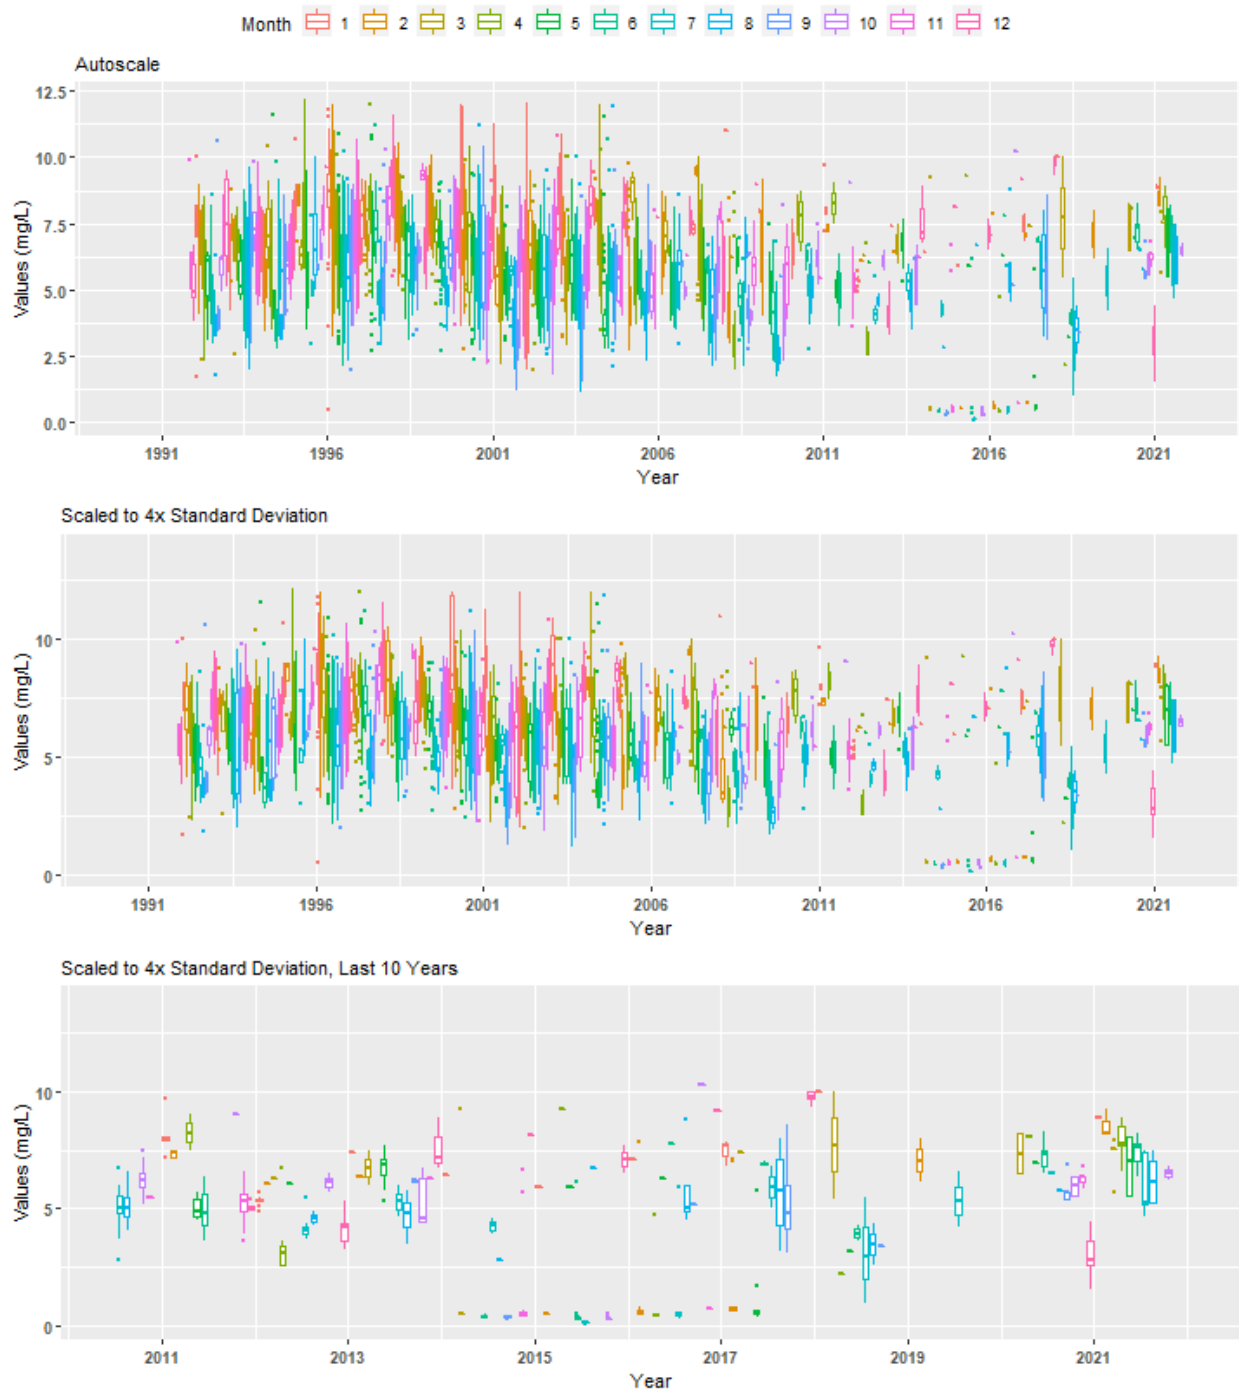 Month 1 2 3 4 5 6 7 8 9 10 11 12
Autoscale
12.5
10.0
7.5
5.0
2.5
0.0
Values (mg/L)
1991 1996 2001 2006 2011 2016 2021
Year
Scaled to 4x Standard Deviation
10
5
0
Values (mg/L)
1991 1996 2001 2006 2011 2016 2021
Year
Scaled to 4x Standard Deviation, Last 10 Years
10
5
0
Values (mg/L)
2011 2013 2015 2017 2019 2021
Year